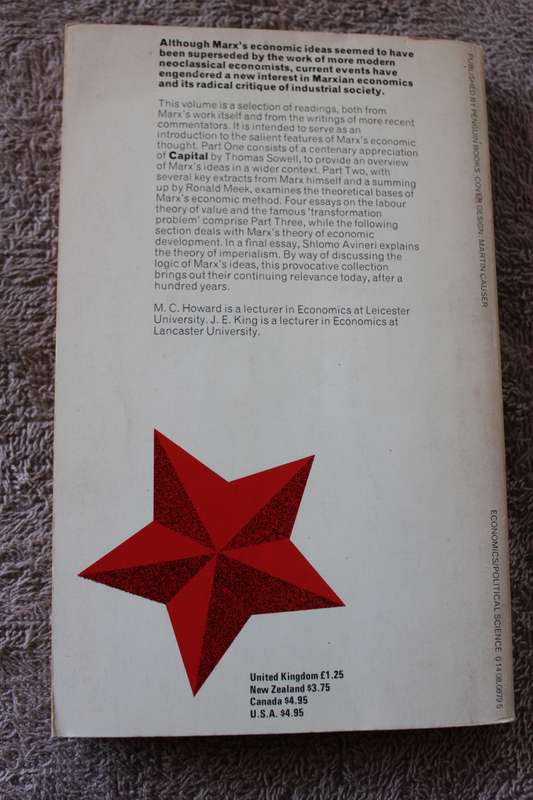 Although Marx's economic ideas seemed to have
been superseded by the work of more modern
neoclassical economists, current events have
engendered a new interest in Marxian economics
and its radical critique of industrial society.
This volume is a selection of readings, both from
Marx's work itself and from the writings of more recent
commentators. It is intended to serve as an
introduction to the salient features of Marx's economic
thought. Part One consists of a centenary appreciation
of Capital by Thomas Sowell, to provide an overview
of Marx's ideas in a wider context. Part Two, with
several key extracts from Marx himself and a summing
up by Ronald Meek, examines the theoretical bases of
Marx's economic method. Four essays on the labour
theory of value and the famous 'transformation
problem' comprise Part Three, while the following
section deals with Marx's theory of economic
development. In a final essay, Shlomo Avineri explains
the theory of imperialism. By way of discussing the
logic of Marx's ideas, this provocative collection
brings out their continuing relevance today, after a
hundred years.
M. C. Howard is a lecturer in Economics at Leicester
University. J. E. King is a lecturer in Economics at
Lancaster University.
United Kingdom £1.25
New Zealand $3.75
Canada $4.95
U.S.A. $4.95
PUBLISHED BY PENGUIN BOOKS COVER DESIGN: MARTIN CAUSER
ECONOMICS/POLITICAL SCIENCE 0 14 08.0879 5